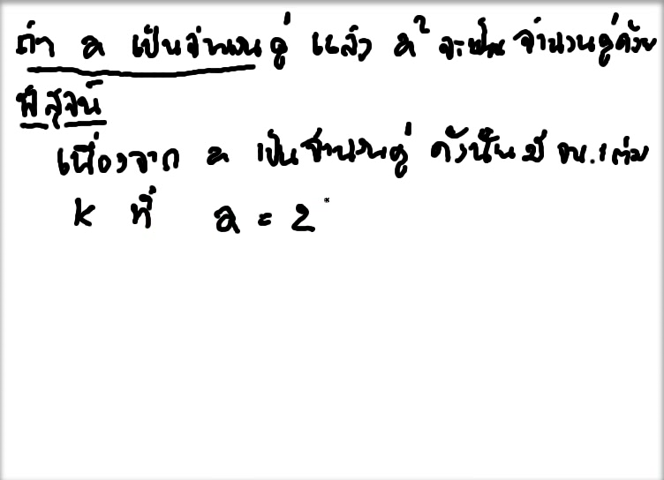 ถ้า a เป็นจำนวนคู่ แล้ว a² จะเป็น จำนวนคู่ด้วย
พิสูจน์
เนื่องจาก a เป็นจำนวนคู่ ดังนั้นมี จน.เต็ม
k ที่ a = 2